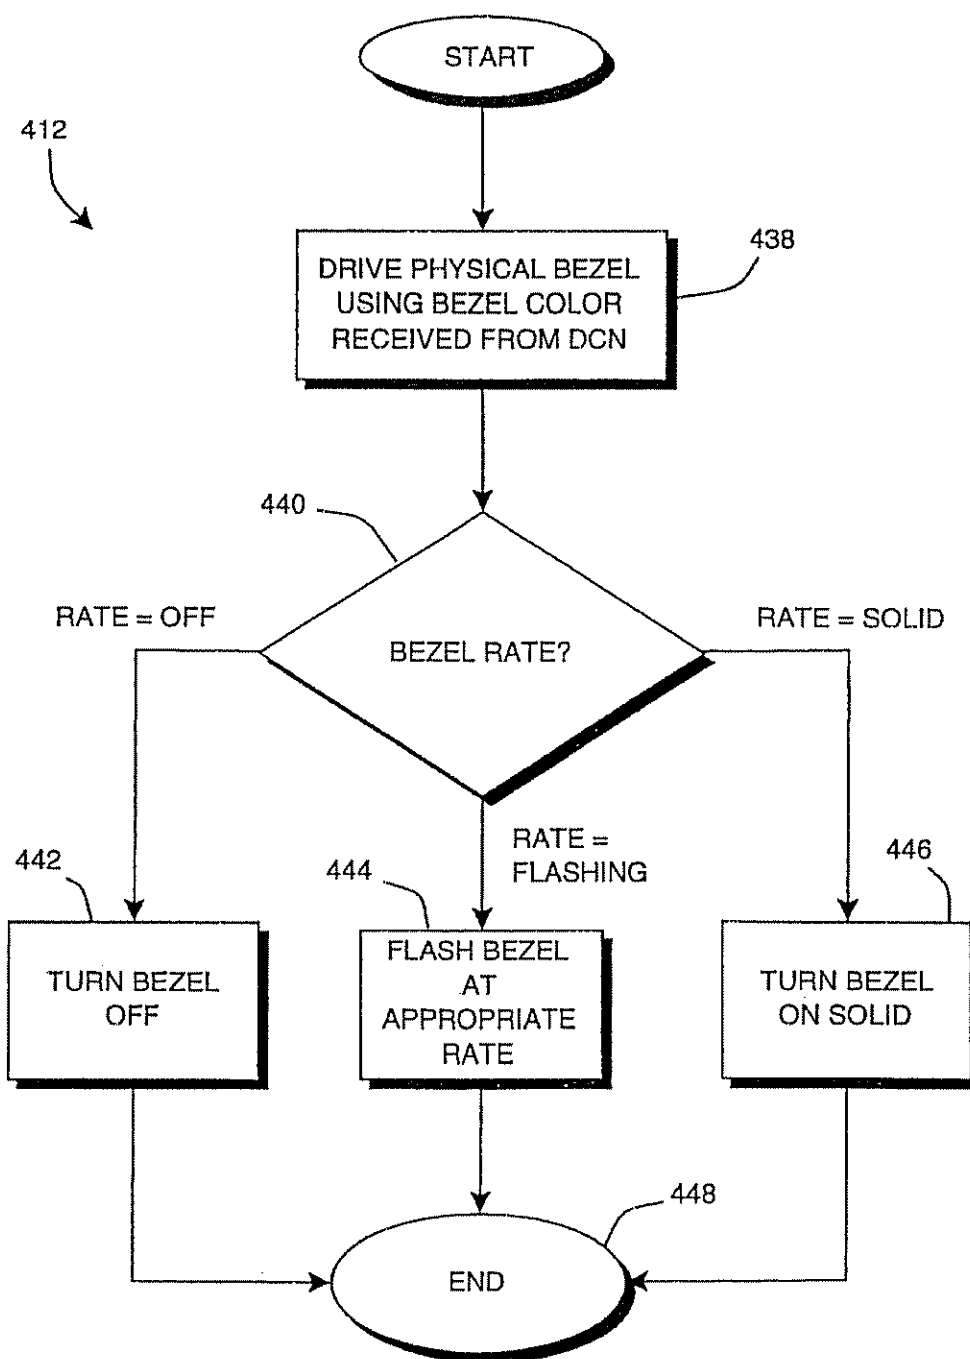 START
412
438
DRIVE PHYSICAL BEZEL
USING BEZEL COLOR
RECEIVED FROM DCN
440
RATE = OFF
RATE = SOLID
BEZEL RATE?
RATE =
FLASHING
442
444
446
TURN BEZEL
OFF
FLASH BEZEL
AT
APPROPRIATE
RATE
TURN BEZEL
ON SOLID
448
END